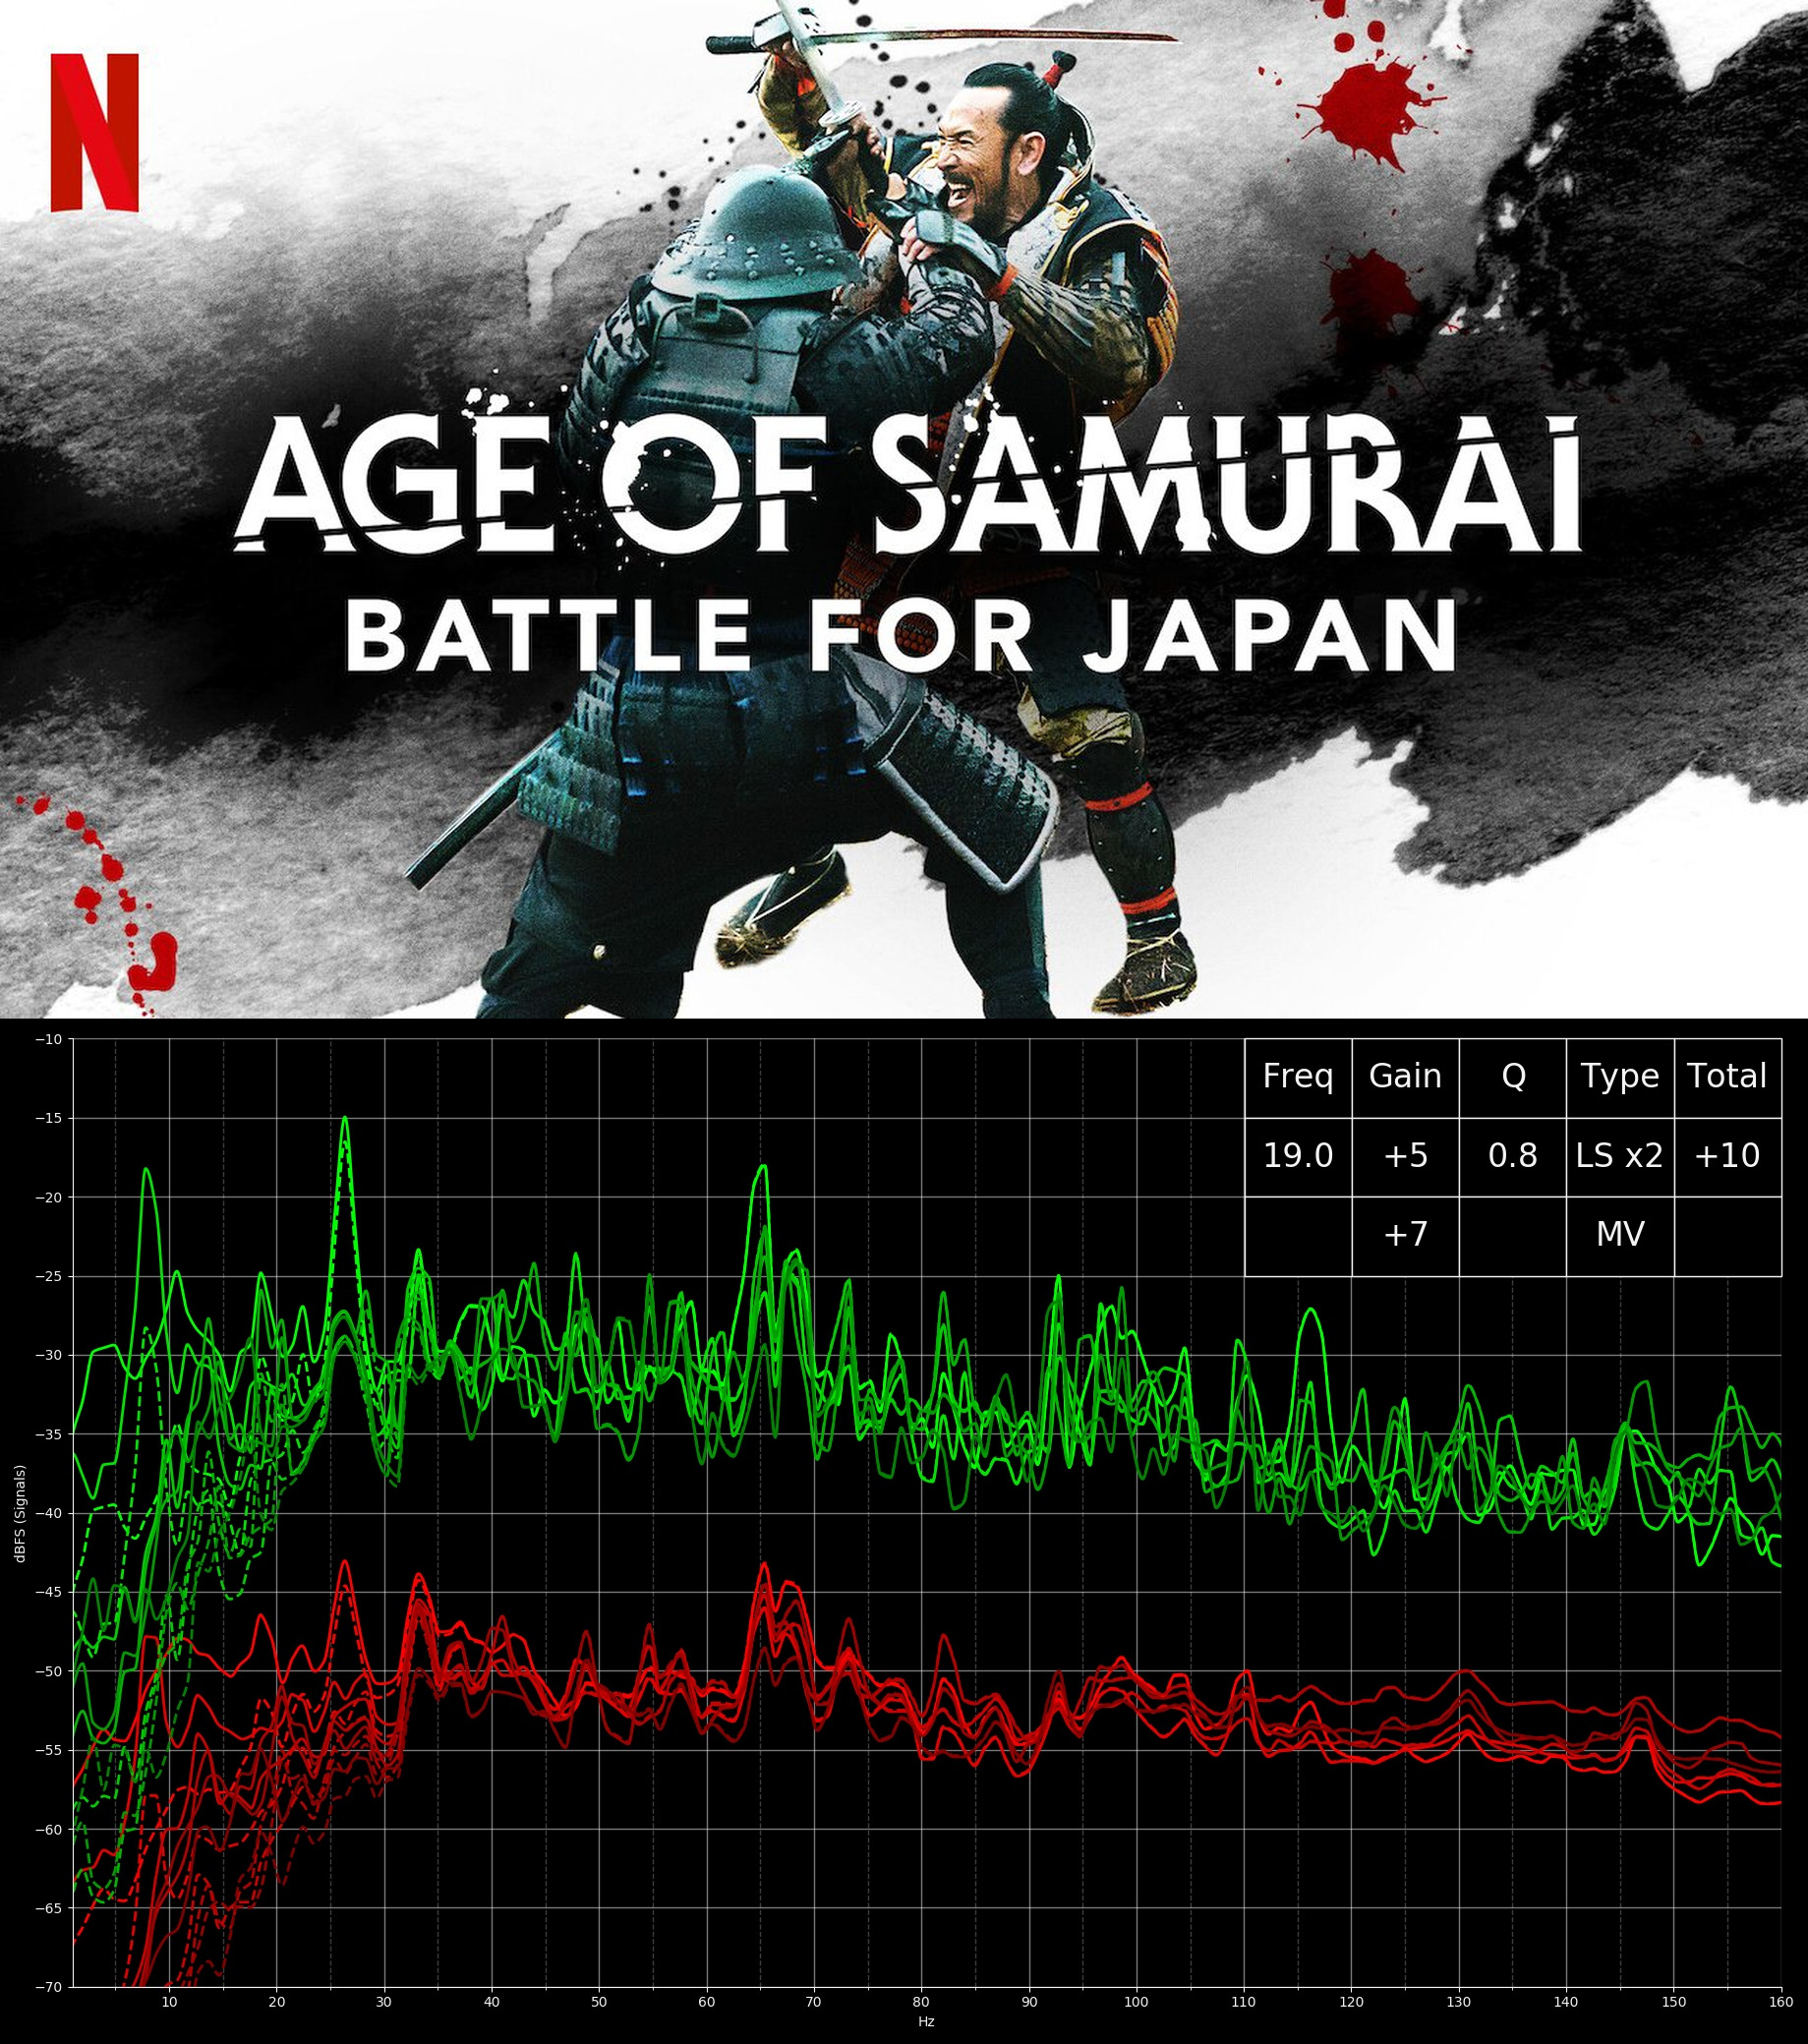 N
AGE OF SAMURAI
BATTLE FOR JAPAN
Freq Gain Q Type Total
19.0 +5 0.8 LS x2 +10
+7 MV
dBFS (Signals)
−10
−15
−20
−25
−30
−35
−40
−45
−50
−55
−60
−65
−70
10 20 30 40 50 60 70 80 90 100 110 120 130 140 150 160
Hz